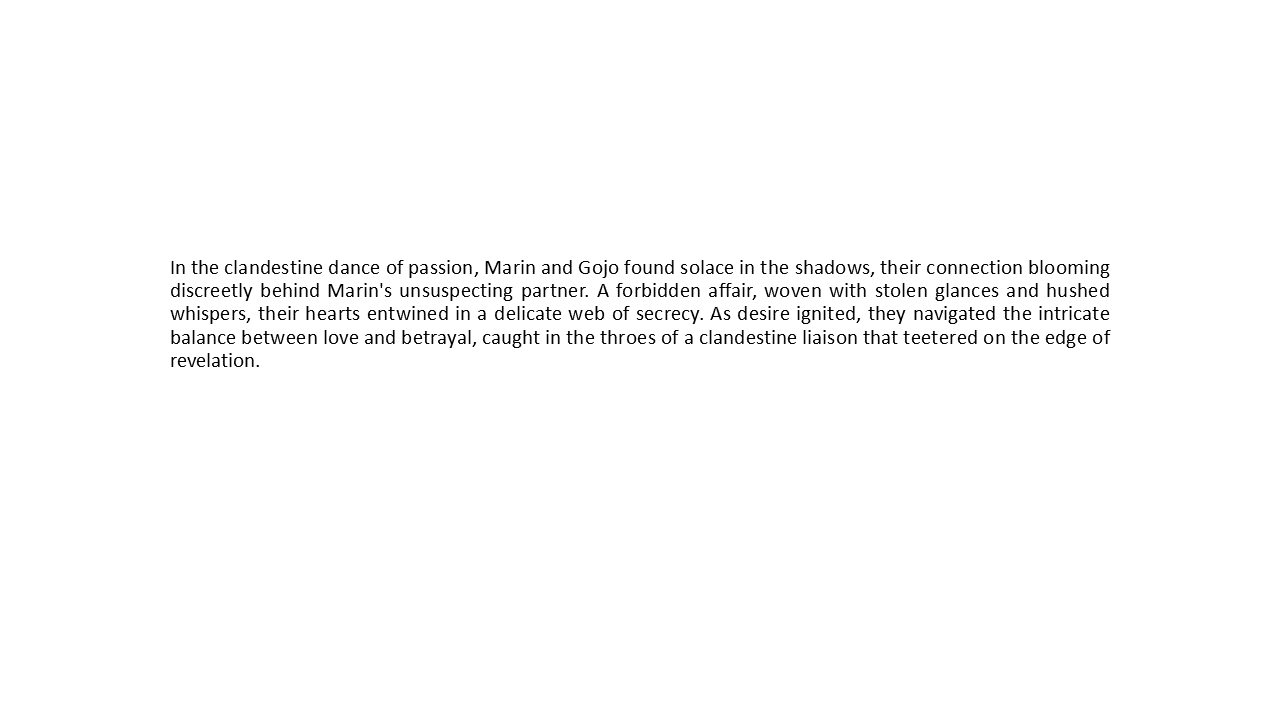 In the clandestine dance of passion, Marin and Gojo found solace in the shadows, their connection blooming
discreetly behind Marin's unsuspecting partner. A forbidden affair, woven with stolen glances and hushed
whispers, their hearts entwined in a delicate web of secrecy. As desire ignited, they navigated the intricate
balance between love and betrayal, caught in the throes of a clandestine liaison that teetered on the edge of
revelation.